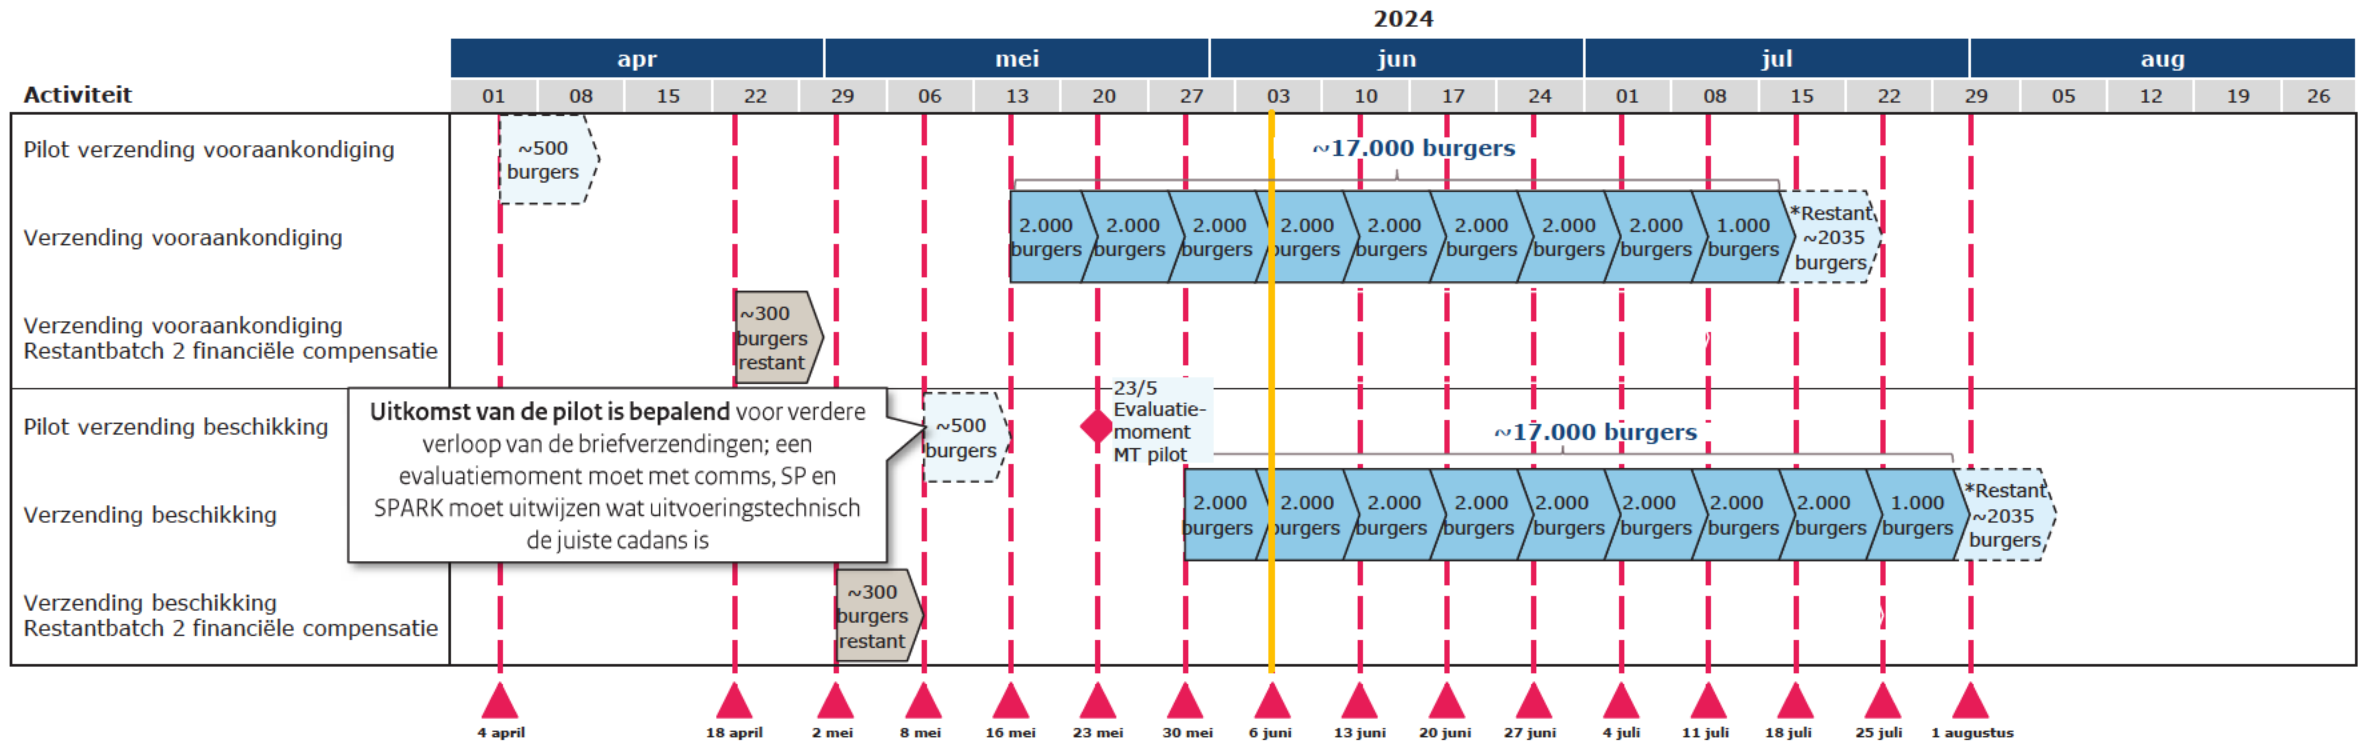 2024
apr mei jun jul aug
Activiteit 01 08 15 22 29 06 13 20 27 03 10 17 24 01 08 15 22 29 05 12 19 26
Pilot verzending vooraankondiging
~500
burgers
~17.000 burgers
Verzending vooraankondiging
2.000 2.000 2.000 2.000 2.000 2.000 2.000 2.000 1.000
burgers burgers burgers burgers burgers burgers burgers burgers burgers
*Restant
~2035
burgers
Verzending vooraankondiging
Restantbatch 2 financiële compensatie
~300
burgers
restant
Pilot verzending beschikking
Uitkomst van de pilot is bepalend voor verdere
verloop van de briefverzendingen; een
evaluatiemoment moet met comms, SP en
SPARK moet uitwijzen wat uitvoeringstechnisch
de juiste cadans is
~500
burgers
23/5
Evaluatie-
moment
MT pilot
~17.000 burgers
Verzending beschikking
2.000 2.000 2.000 2.000 2.000 2.000 2.000 2.000 1.000
burgers burgers burgers burgers burgers burgers burgers burgers burgers
*Restant
~2035
burgers
Verzending beschikking
Restantbatch 2 financiële compensatie
~300
burgers
restant
4 april 18 april 2 mei 8 mei 16 mei 23 mei 30 mei 6 juni 13 juni 20 juni 27 juni 4 juli 11 juli 18 juli 25 juli 1 augustus